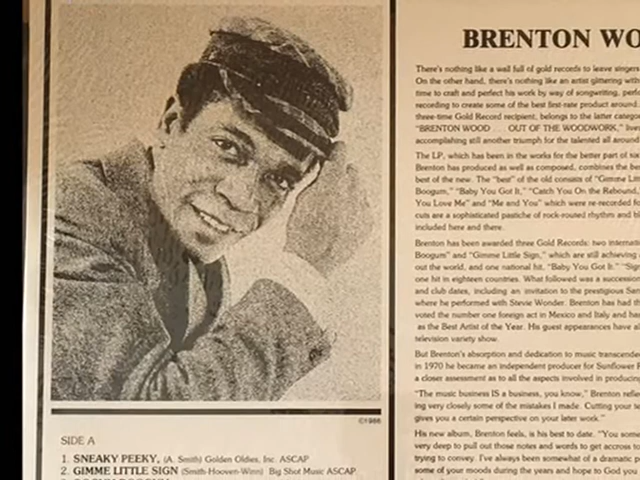 BRENTON WO
There's nothing like a wall full of gold records to leave singers
On the other hand, there's nothing like an artist glittering with
time to craft and perfect his work by way of songwriting, perfo
recording to create some of the best first-rate product around.
three-time Gold Record recipient, belongs to the latter catego
"BRENTON WOOD . . . OUT OF THE WOODWORK," live
accomplishing still another triumph for the talented all around
The LP, which has been in the works for the better part of
Brenton has produced as well as composed, combines the be
best of the new. The "best" of the old consists of "Gimme Litt
Boogum," "Baby You Got It," "Catch You On the Rebound,
You Love Me" and "Me and You" which were re-recorded fo
cuts are a sophisticated pastiche of rock-routed rhythm and bl
included here and there.
Brenton has been awarded three Gold Records: two internati
Boogum" and "Gimme Little Sign," which are still achieving
out the world, and one national hit, "Baby You Got It." "Sig
one hit in eighteen countries. What followed was a succession
and club dates, including an invitation to the prestigious San
where he performed with Stevie Wonder. Brenton has had th
voted the number one foreign act in Mexico and Italy and ha
as the Best Artist of the Year. His guest appearances have al
television variety show.
But Brenton's absorption and dedication to music transcende
in 1970 he became an independent producer for Sunflower R
a closer assessment as to all the aspects involved in producing
"The music business IS a business, you know," Brenton refle
ing very closely some of the mistakes I made. Cutting your te
gives you a certain perspective on your later work."
His new album, Brenton feels, is his best to date. "You some
very deep to pull out those notes and words to get across to
trying to convey. I've always been somewhat of a dramatic p
some of your moods during the years and hope to God you
©1986
SIDE A
1. SNEAKY PEEKY, (A. Smith) Golden Oldies, Inc. ASCAP
2. GIMME LITTLE SIGN (Smith-Hooven-Winn) Big Shot Music ASCAP